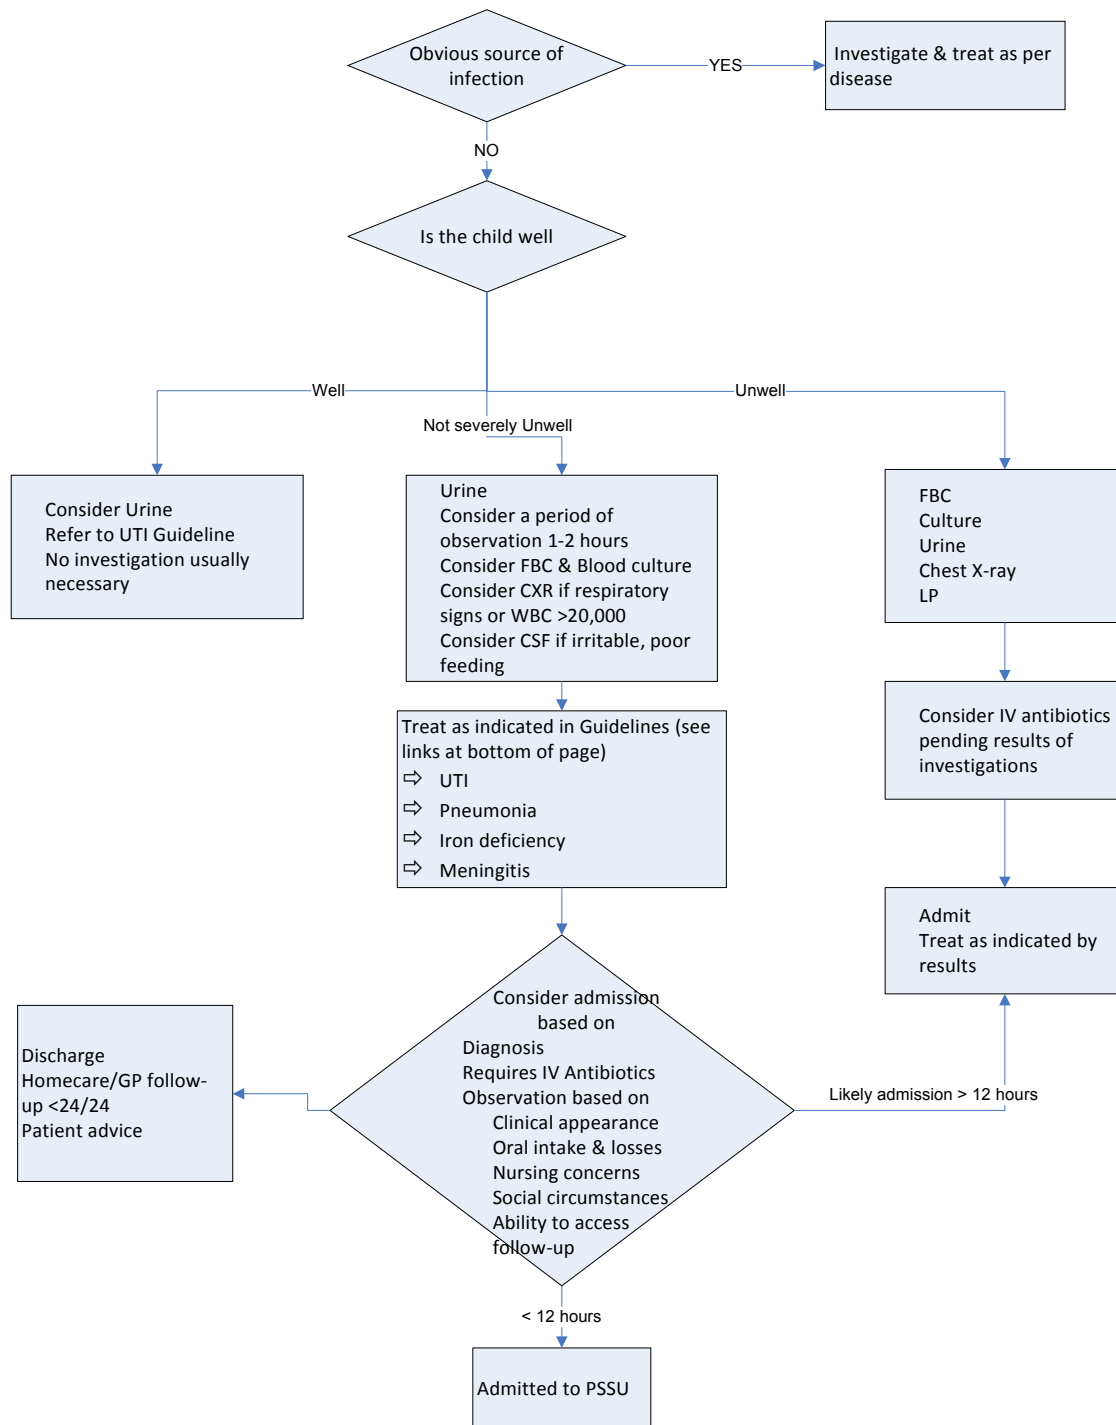 Obvious source of
infection
YES
Investigate & treat as per
disease
NO
Is the child well
Well
Unwell
Not severely Unwell
Consider Urine
Refer to UTI Guideline
No investigation usually
necessary
Urine
Consider a period of
observation 1-2 hours
Consider FBC & Blood culture
Consider CXR if respiratory
signs or WBC >20,000
Consider CSF if irritable, poor
feeding
FBC
Culture
Urine
Chest X-ray
LP
Treat as indicated in Guidelines (see
links at bottom of page)
⇨ UTI
⇨ Pneumonia
⇨ Iron deficiency
⇨ Meningitis
Consider IV antibiotics
pending results of
investigations
Admit
Treat as indicated by
results
Consider admission
based on
Diagnosis
Requires IV Antibiotics
Observation based on
Clinical appearance
Oral intake & losses
Nursing concerns
Social circumstances
Ability to access
follow-up
Discharge
Homecare/GP follow-
up <24/24
Patient advice
Likely admission > 12 hours
< 12 hours
Admitted to PSSU